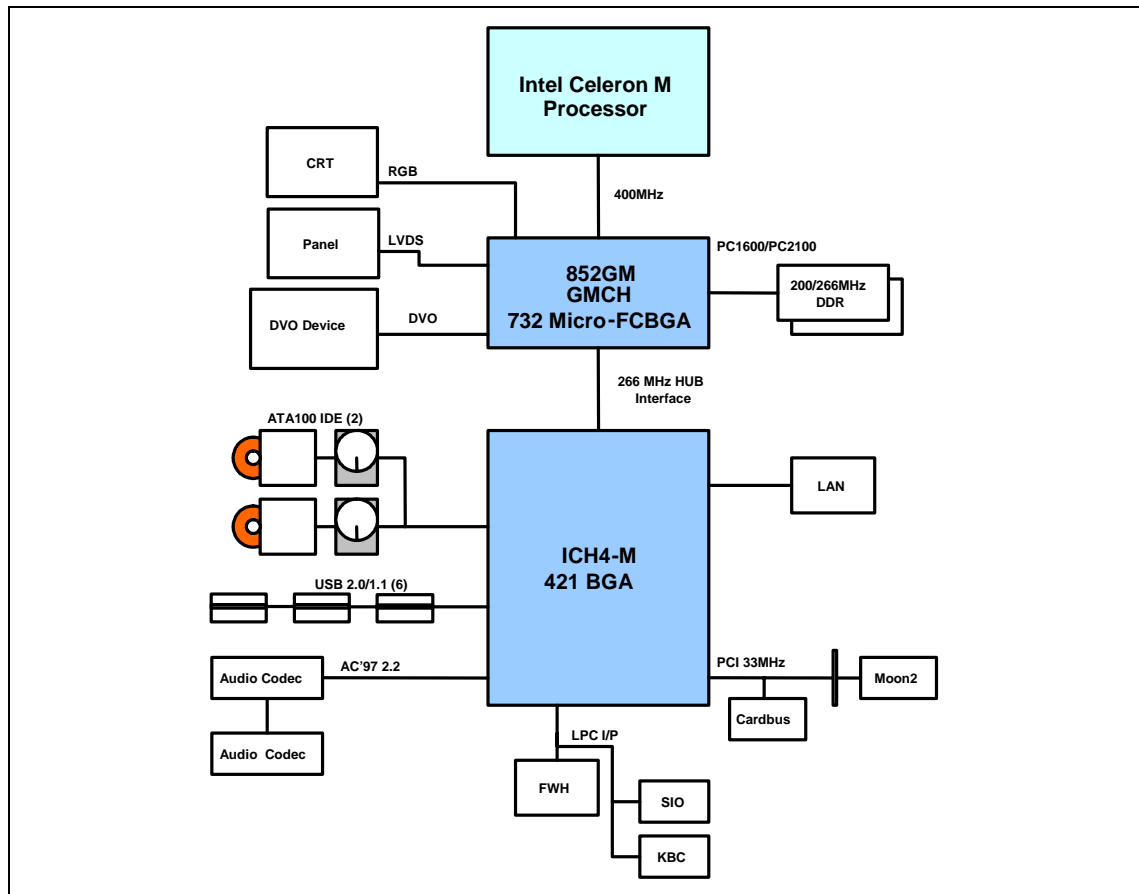 Intel Celeron M
Processor
CRT
RGB
400MHz
Panel
LVDS
PC1600/PC2100
852GM
GMCH
732 Micro-FCBGA
200/266MHz
DDR
DVO Device
DVO
266 MHz HUB
Interface
ATA100 IDE (2)
LAN
ICH4-M
421 BGA
USB 2.0/1.1 (6)
AC'97 2.2
PCI 33MHz
Audio Codec
Moon2
Cardbus
LPC I/P
Audio Codec
FWH
SIO
KBC